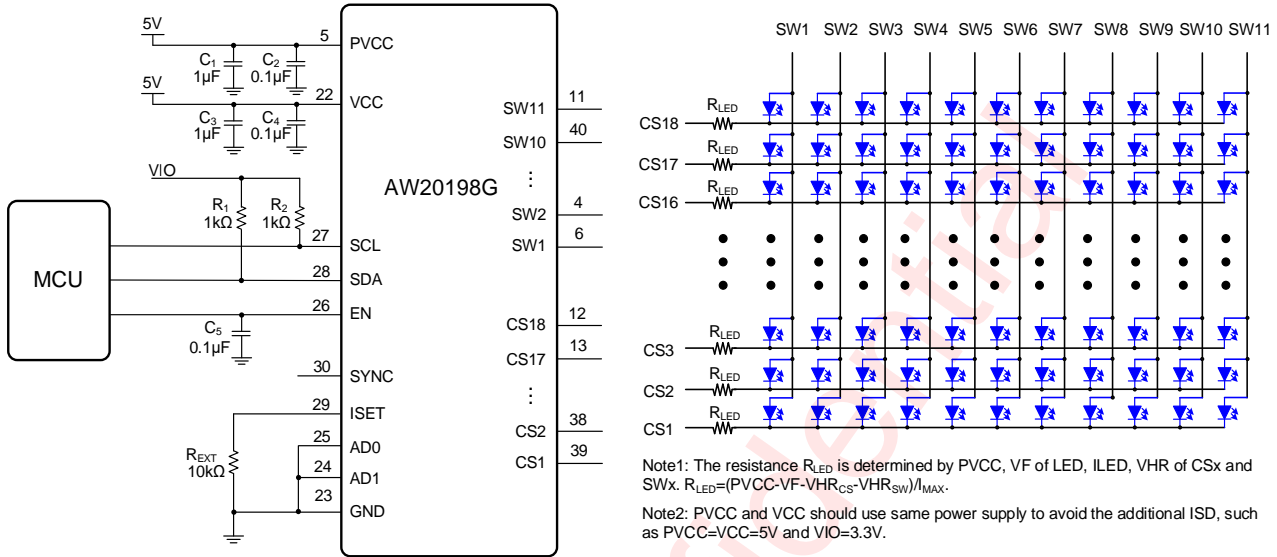 5V
5
PVCC
C1
1µF
C2
0.1µF
5V
22
VCC
C3
1µF
C4
0.1µF
VIO
R1
1kΩ
R2
1kΩ
MCU
27
SCL
28
SDA
26
EN
C5
0.1µF
30
SYNC
29
ISET
REXT
10kΩ
25
AD0
24
AD1
23
GND
AW20198G
SW11
11
SW10
40
SW2
4
SW1
6
CS18
12
CS17
13
CS2
38
CS1
39
SW1 SW2 SW3 SW4 SW5 SW6 SW7 SW8 SW9 SW10 SW11
RLED
CS18
RLED
CS17
RLED
CS16
RLED
CS3
RLED
CS2
RLED
CS1
Note1: The resistance RLED is determined by PVCC, VF of LED, ILED, VHR of CSx and
SWx. RLED=(PVCC-VF-VHRCS-VHRSW)/IMAX.
Note2: PVCC and VCC should use same power supply to avoid the additional ISD, such
as PVCC=VCC=5V and VIO=3.3V.